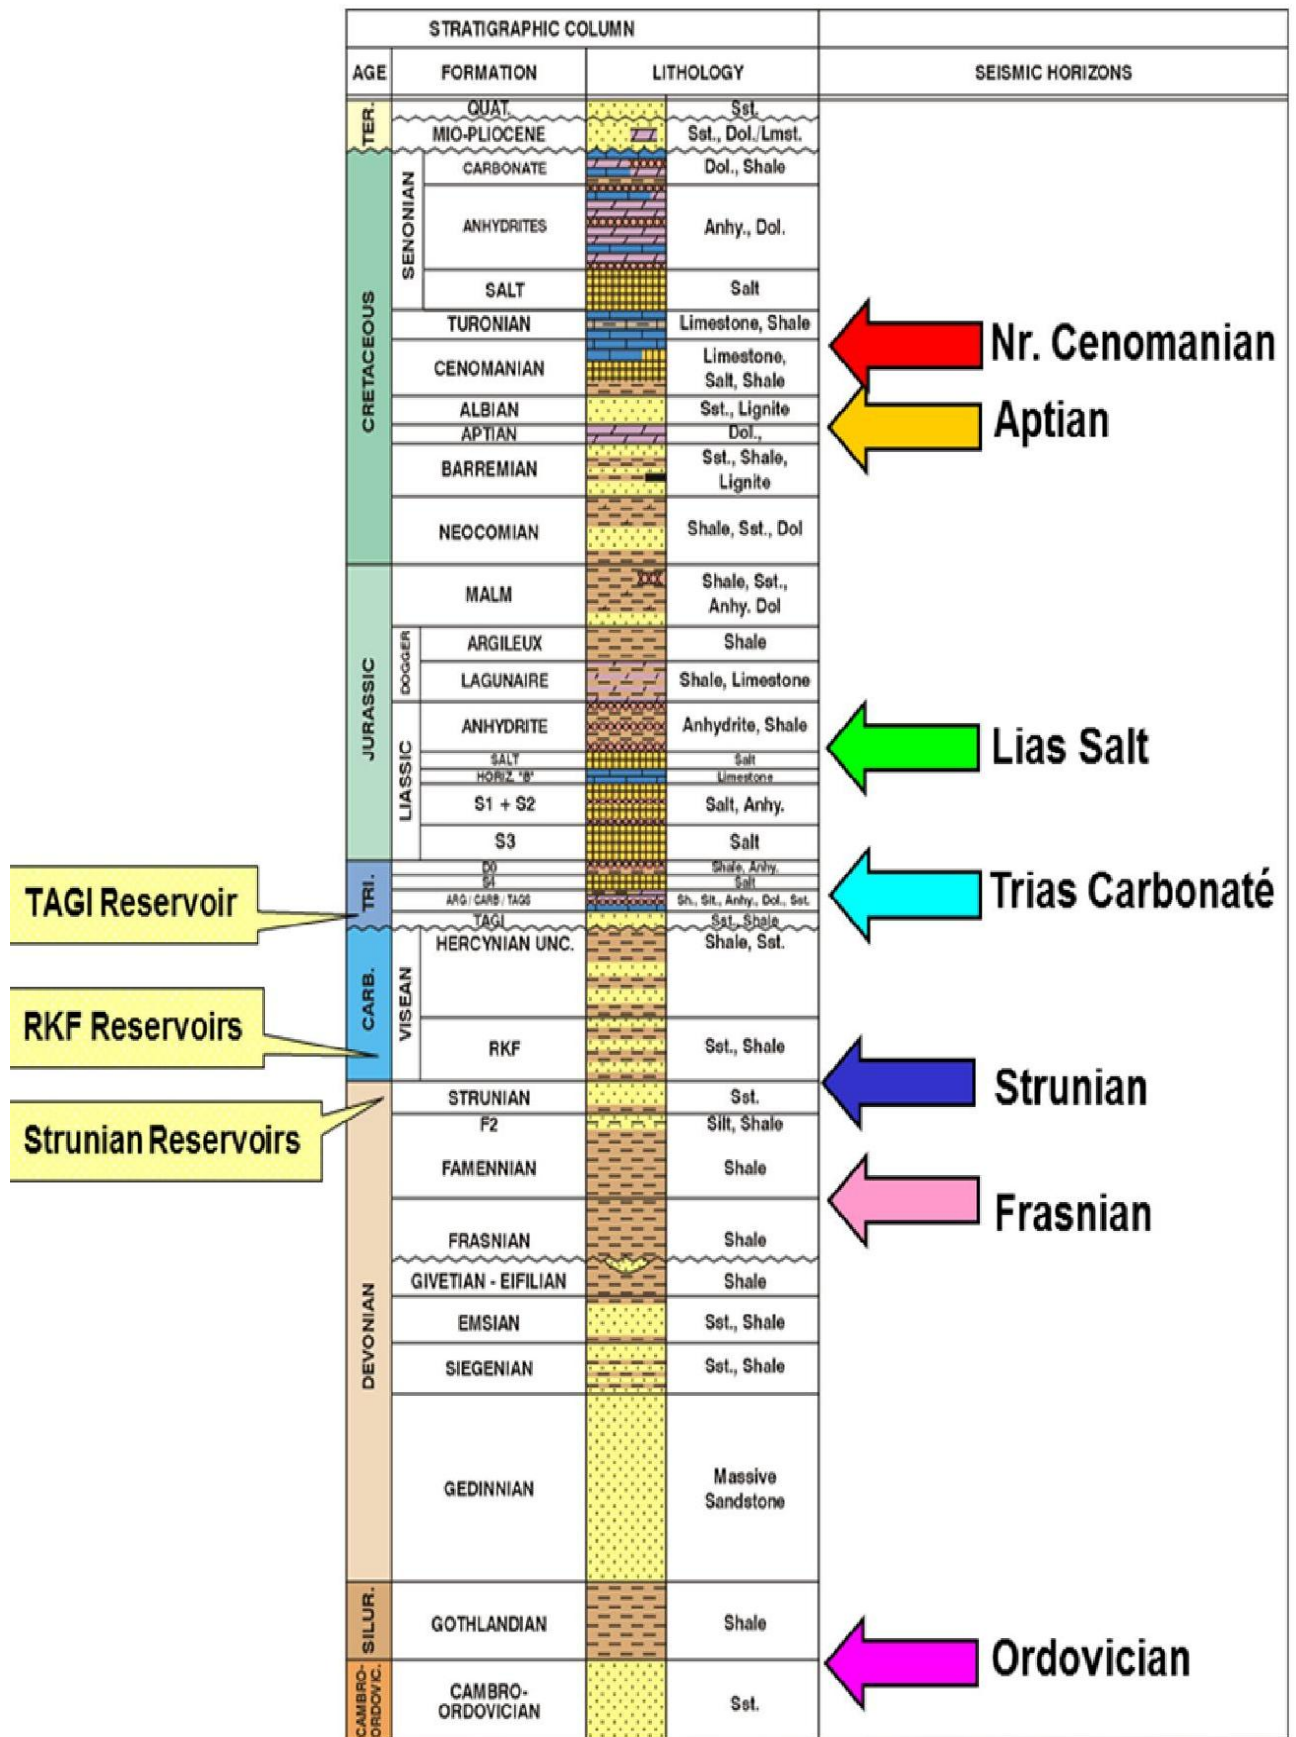 STRATIGRAPHIC COLUMN
AGE FORMATION LITHOLOGY SEISMIC HORIZONS
TER.
QUAT. Sst.
MIO-PLIOCENE Sst., Dol./Lmst.
CRETACEOUS
SENONIAN
CARBONATE Dol., Shale
ANHYDRITES Anhy., Dol.
SALT Salt
TURONIAN Limestone, Shale
Nr. Cenomanian
CENOMANIAN Limestone,
Salt, Shale
ALBIAN Sst., Lignite
Aptian
APTIAN Dol.,
BARREMIAN Sst., Shale,
Lignite
NEOCOMIAN Shale, Sst., Dol
JURASSIC
MALM Shale, Sst.,
Anhy. Dol
DOGGER
ARGILEUX Shale
LAGUNAIRE Shale, Limestone
LIASSIC
ANHYDRITE Anhydrite, Shale
Lias Salt
SALT Salt
HORIZ. "B" Limestone
S1 + S2 Salt, Anhy.
S3 Salt
TRI.
D0 Shale, Anhy.
S4 Salt
Trias Carbonaté
ARG / CARB / TAGS Sh., Slt., Anhy., Dol., Sst.
TAGI Reservoir
TAGI Sst., Shale
CARB.
VISEAN
HERCYNIAN UNC. Shale, Sst.
RKF Reservoirs
RKF Sst., Shale
Strunian
DEVONIAN
STRUNIAN Sst.
Strunian Reservoirs
F2 Silt, Shale
FAMENNIAN Shale
Frasnian
FRASNIAN Shale
GIVETIAN - EIFILIAN Shale
EMSIAN Sst., Shale
SIEGENIAN Sst., Shale
GEDINNIAN Massive
Sandstone
SILUR.
GOTHLANDIAN Shale
Ordovician
CAMBRO-
ORDOVIC.
CAMBRO-
ORDOVICIAN Sst.